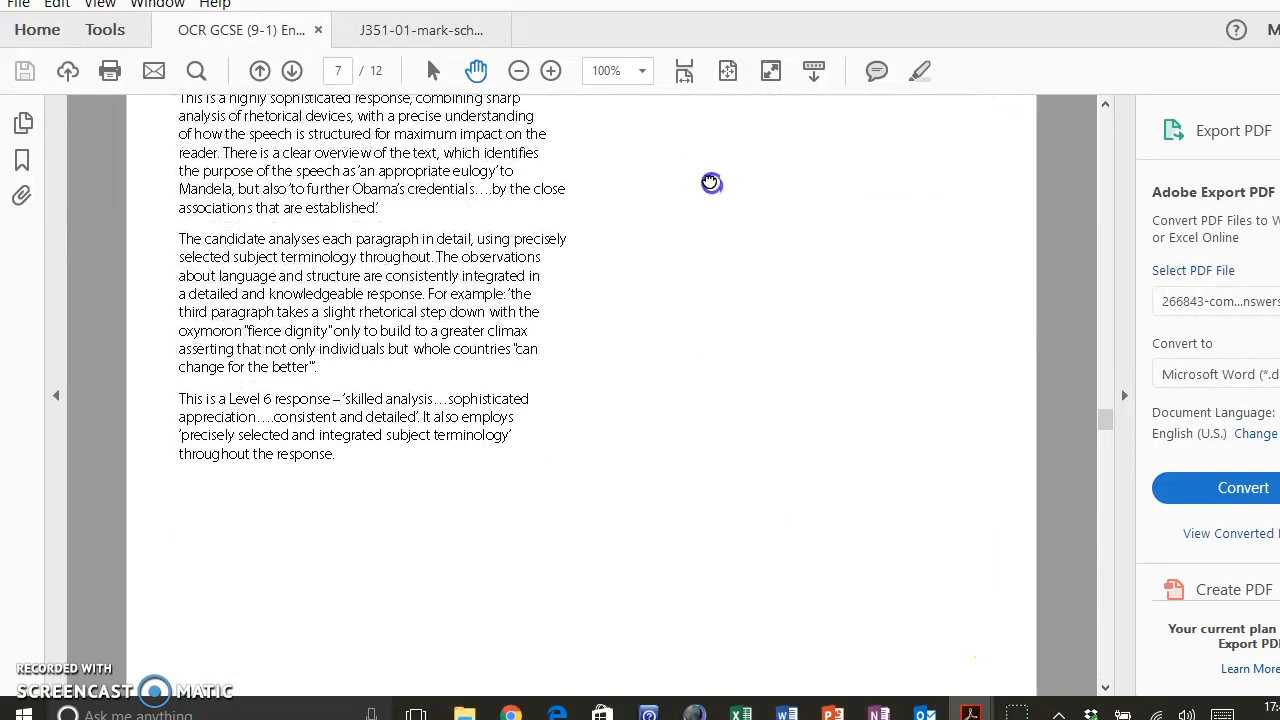 File Edit View Window Help
Home Tools OCR GCSE (9-1) En... × J351-01-mark-sch...
7 / 12 100%
This is a highly sophisticated response, combining sharp
analysis of rhetorical devices, with a precise understanding
of how the speech is structured for maximum impact on the
reader. There is a clear overview of the text, which identifies
the purpose of the speech as 'an appropriate eulogy' to
Mandela, but also 'to further Obama's credentials....by the close
associations that are established'.
The candidate analyses each paragraph in detail, using precisely
selected subject terminology throughout. The observations
about language and structure are consistently integrated in
a detailed and knowledgeable response. For example: 'the
third paragraph takes a slight rhetorical step down with the
oxymoron "fierce dignity" only to build to a greater climax
asserting that not only individuals but whole countries "can
change for the better"'.
This is a Level 6 response – 'skilled analysis…sophisticated
appreciation….consistent and detailed'. It also employs
'precisely selected and integrated subject terminology'
throughout the response.
Export PDF
Adobe Export PDF
Convert PDF Files to W
or Excel Online
Select PDF File
266843-com...nswers
Convert to
Microsoft Word (*.d
Document Language:
English (U.S.) Change
Convert
View Converted
Create PDF
Your current plan
Export PD
Learn More
RECORDED WITH
SCREENCAST MATIC
Ask me anything
17